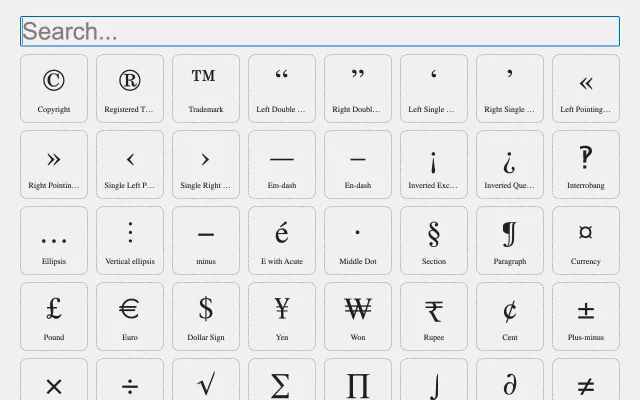 Search...
© ® ™ “ ” ‘ ’ «
Copyright Registered T... Trademark Left Double ... Right Doubl... Left Single ... Right Single ... Left Pointing...
» ‹ › — – ¡ ¿ ‽
Right Pointin... Single Left P... Single Right ... Em-dash En-dash Inverted Exc... Inverted Que... Interrobang
… ⋮ − é · § ¶ ¤
Ellipsis Vertical ellipsis minus E with Acute Middle Dot Section Paragraph Currency
£ € $ ¥ ₩ ₹ ¢ ±
Pound Euro Dollar Sign Yen Won Rupee Cent Plus-minus
× ÷ √ ∑ ∏ ∂ ≠